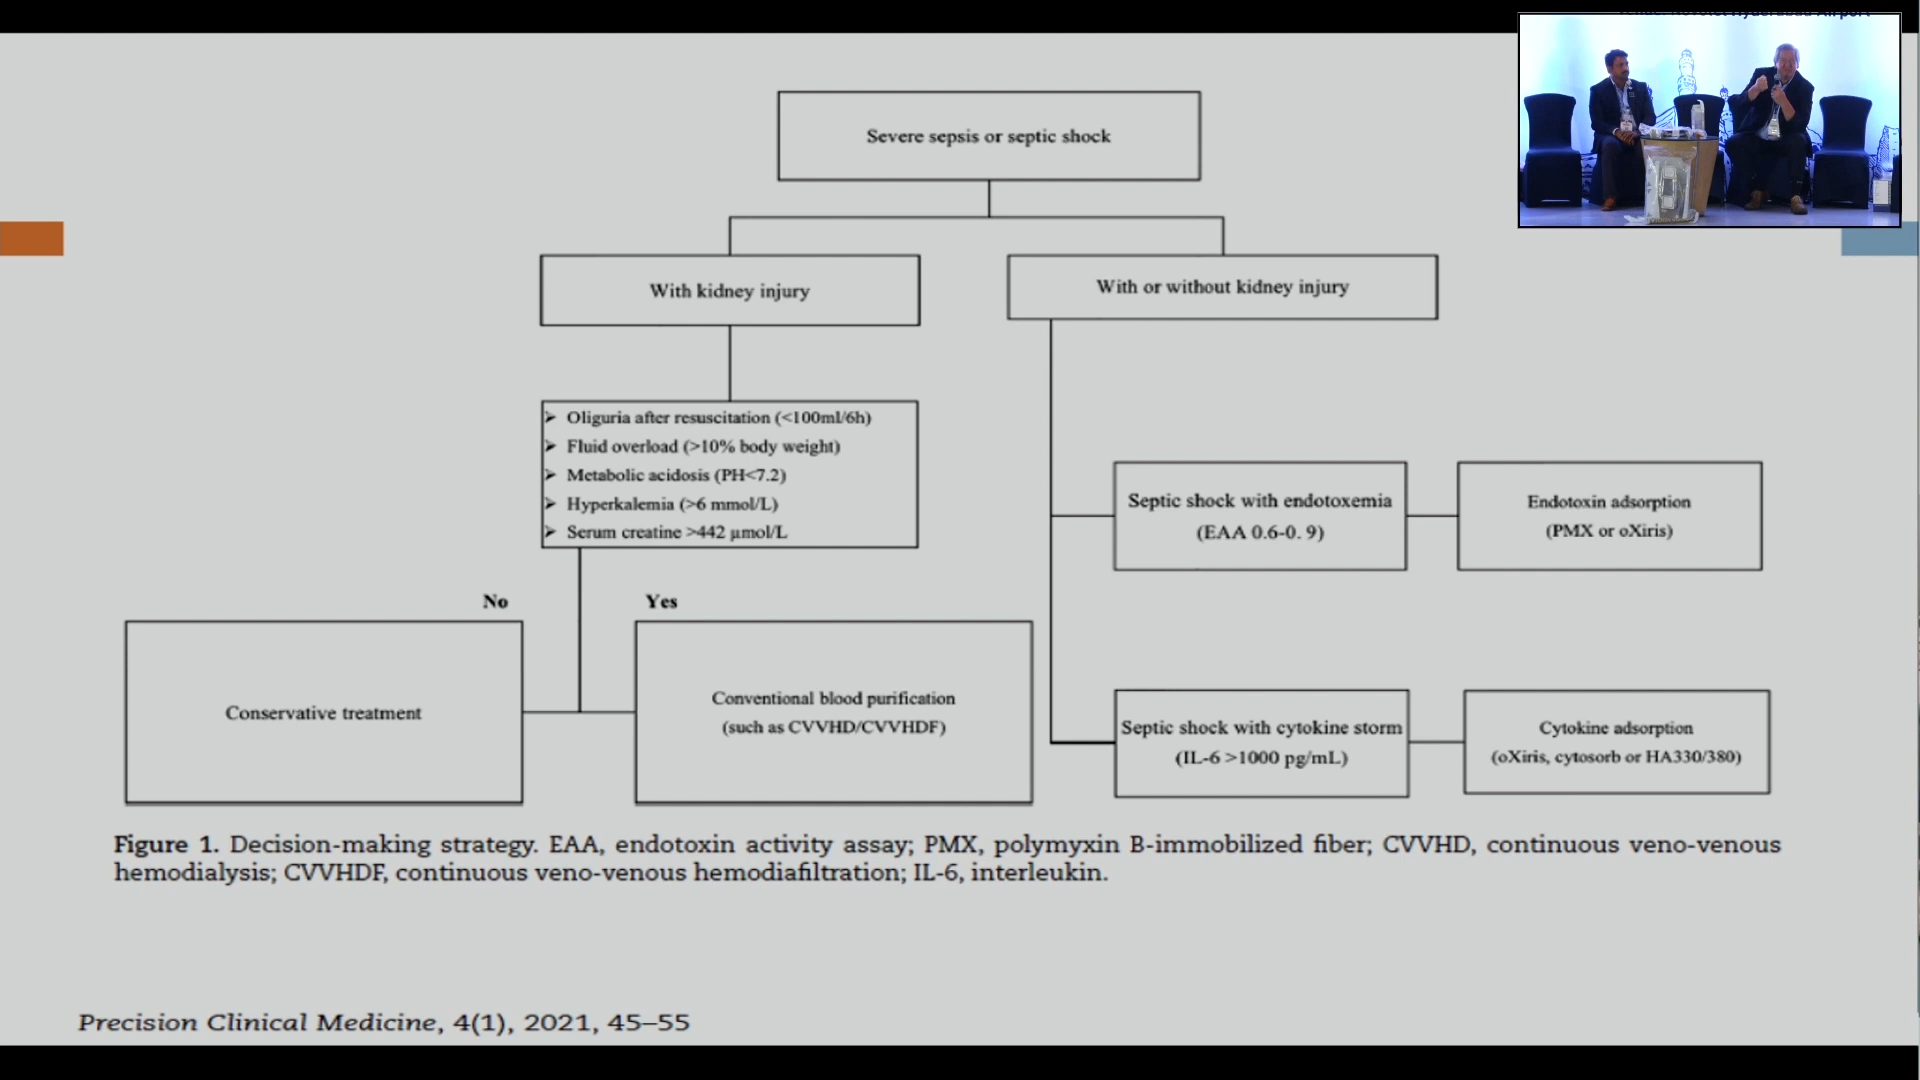 Severe sepsis or septic shock
With kidney injury
With or without kidney injury
➤ Oliguria after resuscitation (<100ml/6h)
➤ Fluid overload (>10% body weight)
➤ Metabolic acidosis (PH<7.2)
➤ Hyperkalemia (>6 mmol/L)
➤ Serum creatine >442 µmol/L
Septic shock with endotoxemia
(EAA 0.6-0. 9)
Endotoxin adsorption
(PMX or oXiris)
No
Yes
Conservative treatment
Conventional blood purification
(such as CVVHD/CVVHDF)
Septic shock with cytokine storm
(IL-6 >1000 pg/mL)
Cytokine adsorption
(oXiris, cytosorb or HA330/380)
Figure 1. Decision-making strategy. EAA, endotoxin activity assay; PMX, polymyxin B-immobilized fiber; CVVHD, continuous veno-venous
hemodialysis; CVVHDF, continuous veno-venous hemodiafiltration; IL-6, interleukin.
Precision Clinical Medicine, 4(1), 2021, 45–55